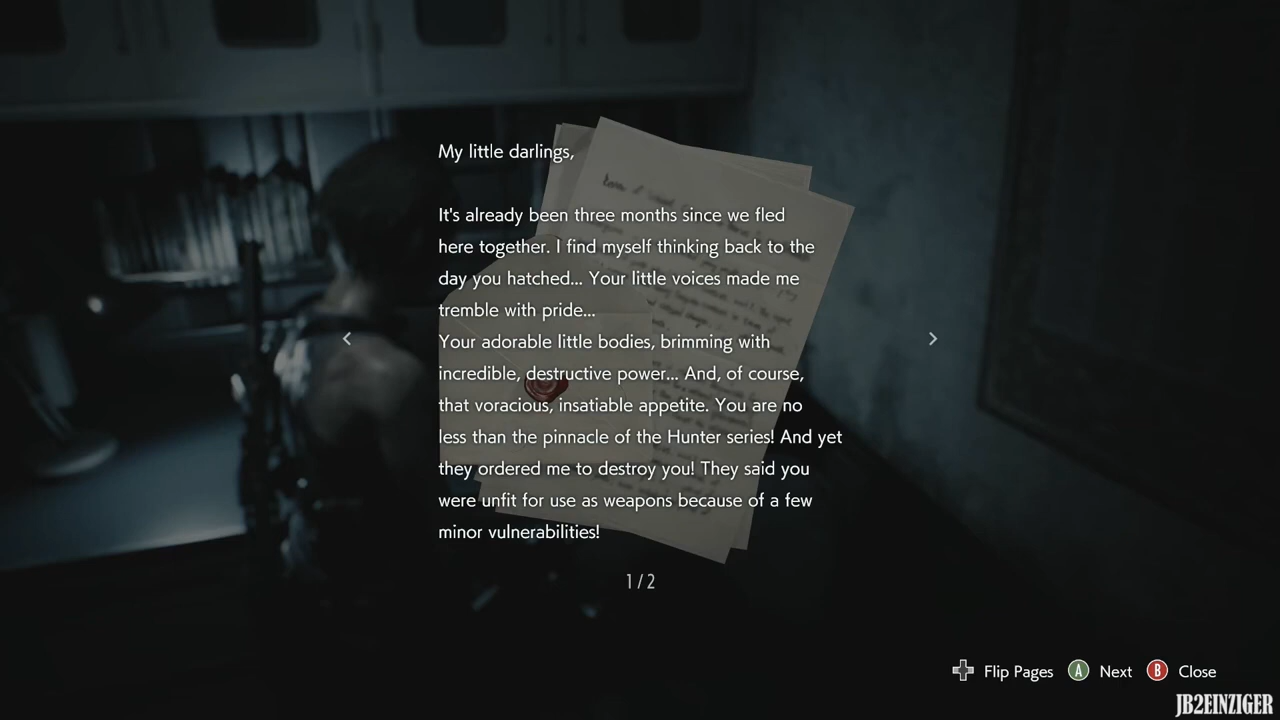 My little darlings,
It's already been three months since we fled
here together. I find myself thinking back to the
day you hatched... Your little voices made me
tremble with pride...
Your adorable little bodies, brimming with
incredible, destructive power... And, of course,
that voracious, insatiable appetite. You are no
less than the pinnacle of the Hunter series! And yet
they ordered me to destroy you! They said you
were unfit for use as weapons because of a few
minor vulnerabilities!
1 / 2
Flip Pages A Next B Close
JB2EINZIGER